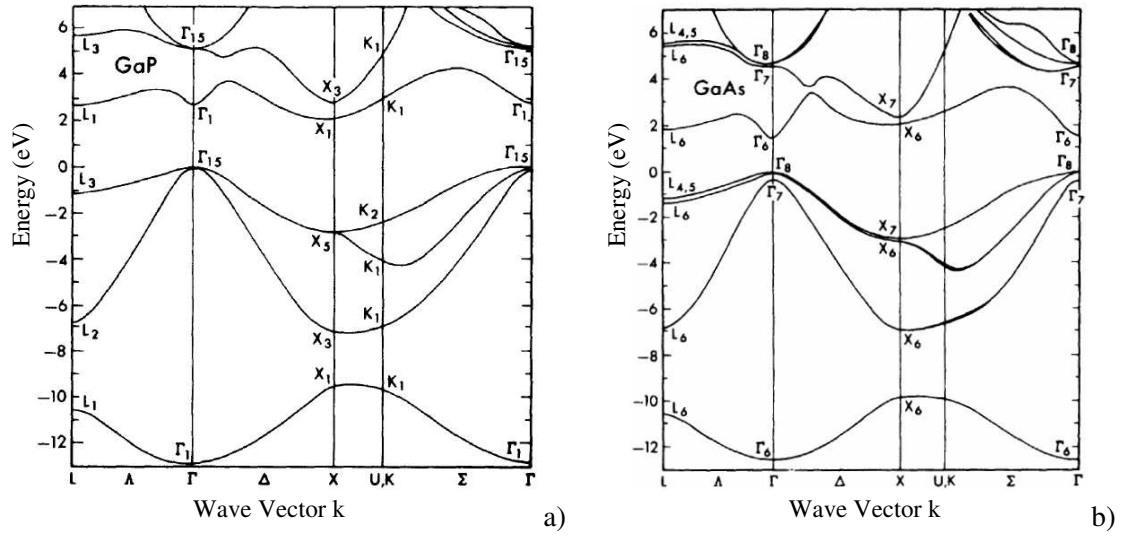 6
4
2
0
−2
−4
−6
−8
−10
−12
Energy (eV)
GaP
L3
L1
L3
L2
L1
Γ15
Γ1
Γ15
Γ1
X3
X1
X5
X3
X1
K1
K1
K2
K1
K1
K1
Γ15
Γ1
Γ15
Γ1
L Λ Γ Δ X U,K Σ Γ
Wave Vector k
a)
6
4
2
0
−2
−4
−6
−8
−10
−12
Energy (eV)
GaAs
L4,5
L6
L6
L4,5
L6
L6
L6
Γ8
Γ7
Γ6
Γ8
Γ7
Γ6
X7
X6
X7
X6
X6
X6
Γ8
Γ7
Γ6
Γ8
Γ7
Γ6
L Λ Γ Δ X U,K Σ Γ
Wave Vector k
b)